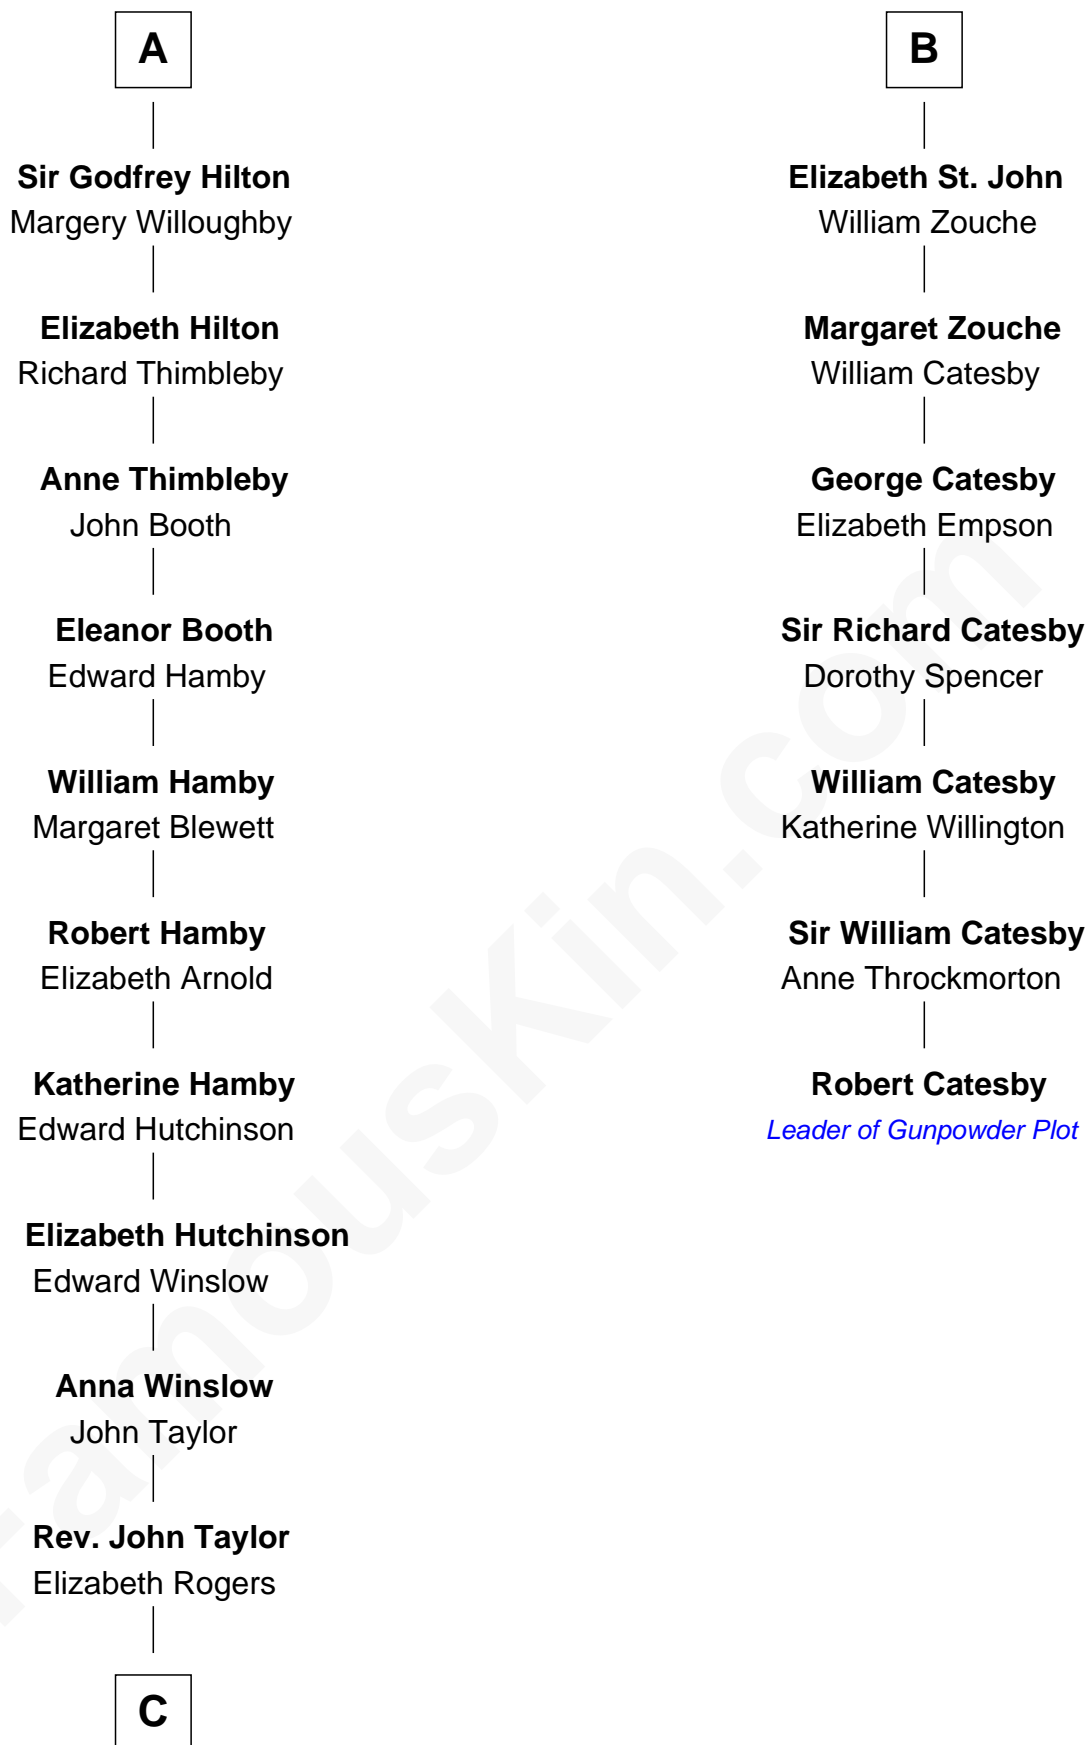 A
Sir Godfrey Hilton
Margery Willoughby
Elizabeth Hilton
Richard Thimbleby
Anne Thimbleby
John Booth
Eleanor Booth
Edward Hamby
William Hamby
Margaret Blewett
Robert Hamby
Elizabeth Arnold
Katherine Hamby
Edward Hutchinson
Elizabeth Hutchinson
Edward Winslow
Anna Winslow
John Taylor
Rev. John Taylor
Elizabeth Rogers
C
B
Elizabeth St. John
William Zouche
Margaret Zouche
William Catesby
George Catesby
Elizabeth Empson
Sir Richard Catesby
Dorothy Spencer
William Catesby
Katherine Willington
Sir William Catesby
Anne Throckmorton
Robert Catesby
Leader of Gunpowder Plot
FamousKin.com